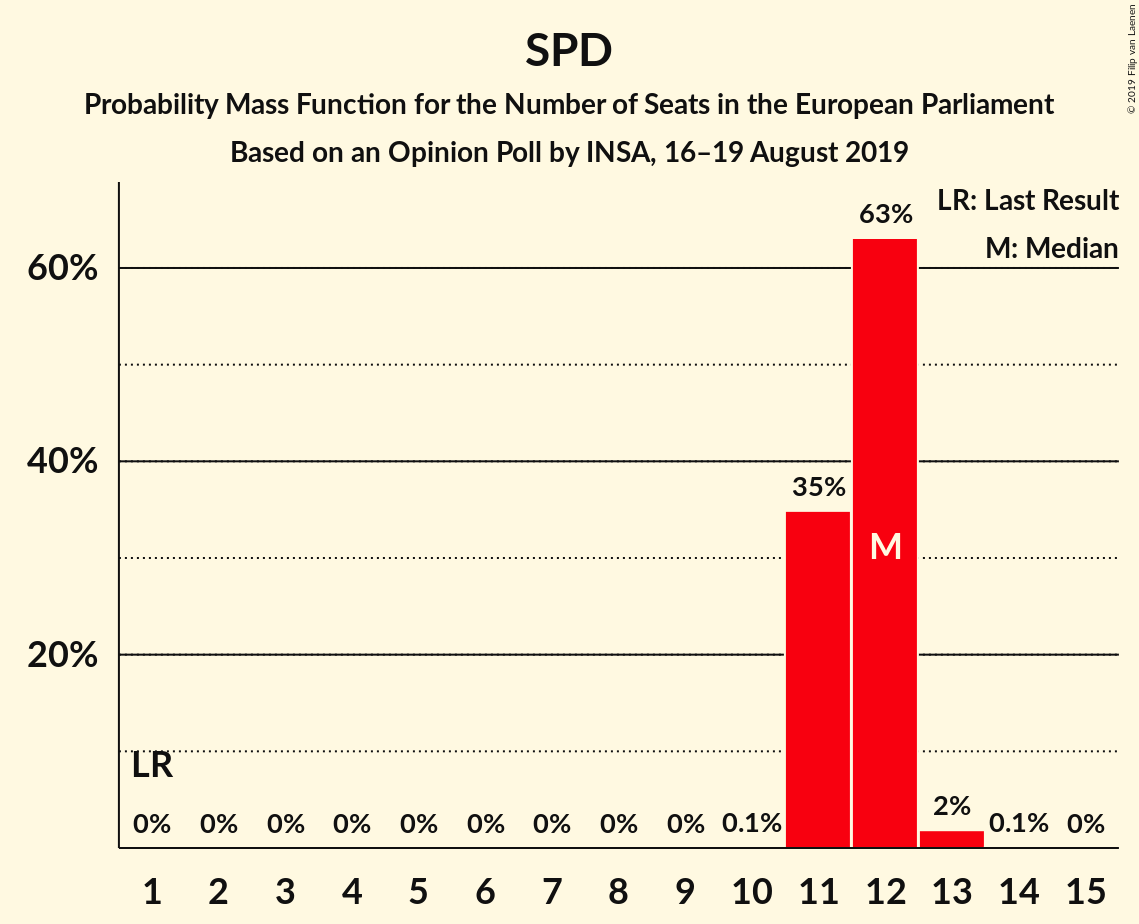 SPD
Probability Mass Function for the Number of Seats in the European Parliament
Based on an Opinion Poll by INSA, 16–19 August 2019
© 2019 Filip van Laenen
LR: Last Result
M: Median
60%
40%
20%
63%
35%
M
LR
0% 0% 0% 0% 0% 0% 0% 0% 0% 0.1% 2% 0.1% 0%
1 2 3 4 5 6 7 8 9 10 11 12 13 14 15